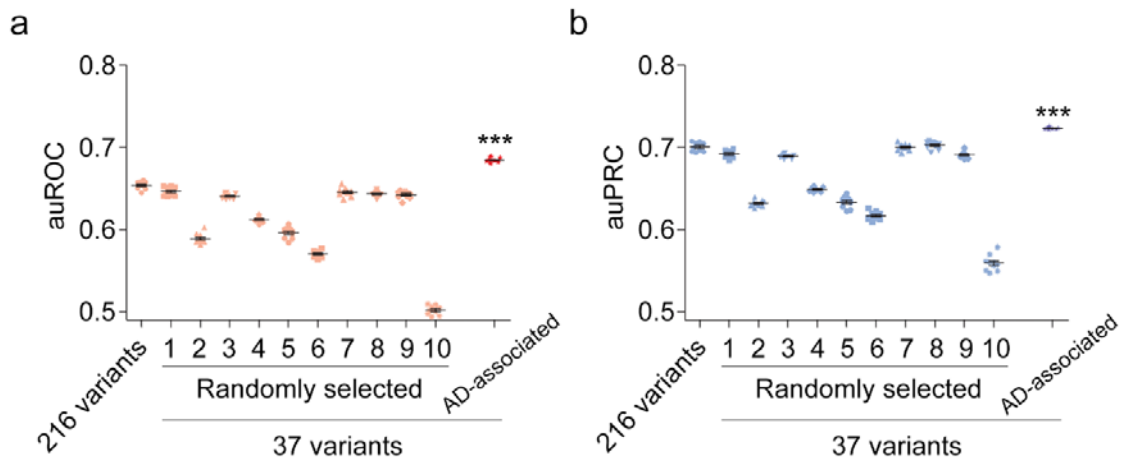 a
0.8
0.7
0.6
0.5
auROC
***
216 variants
1 2 3 4 5 6 7 8 9 10
AD-associated
Randomly selected
37 variants
b
0.8
0.7
0.6
0.5
auPRC
***
216 variants
1 2 3 4 5 6 7 8 9 10
AD-associated
Randomly selected
37 variants